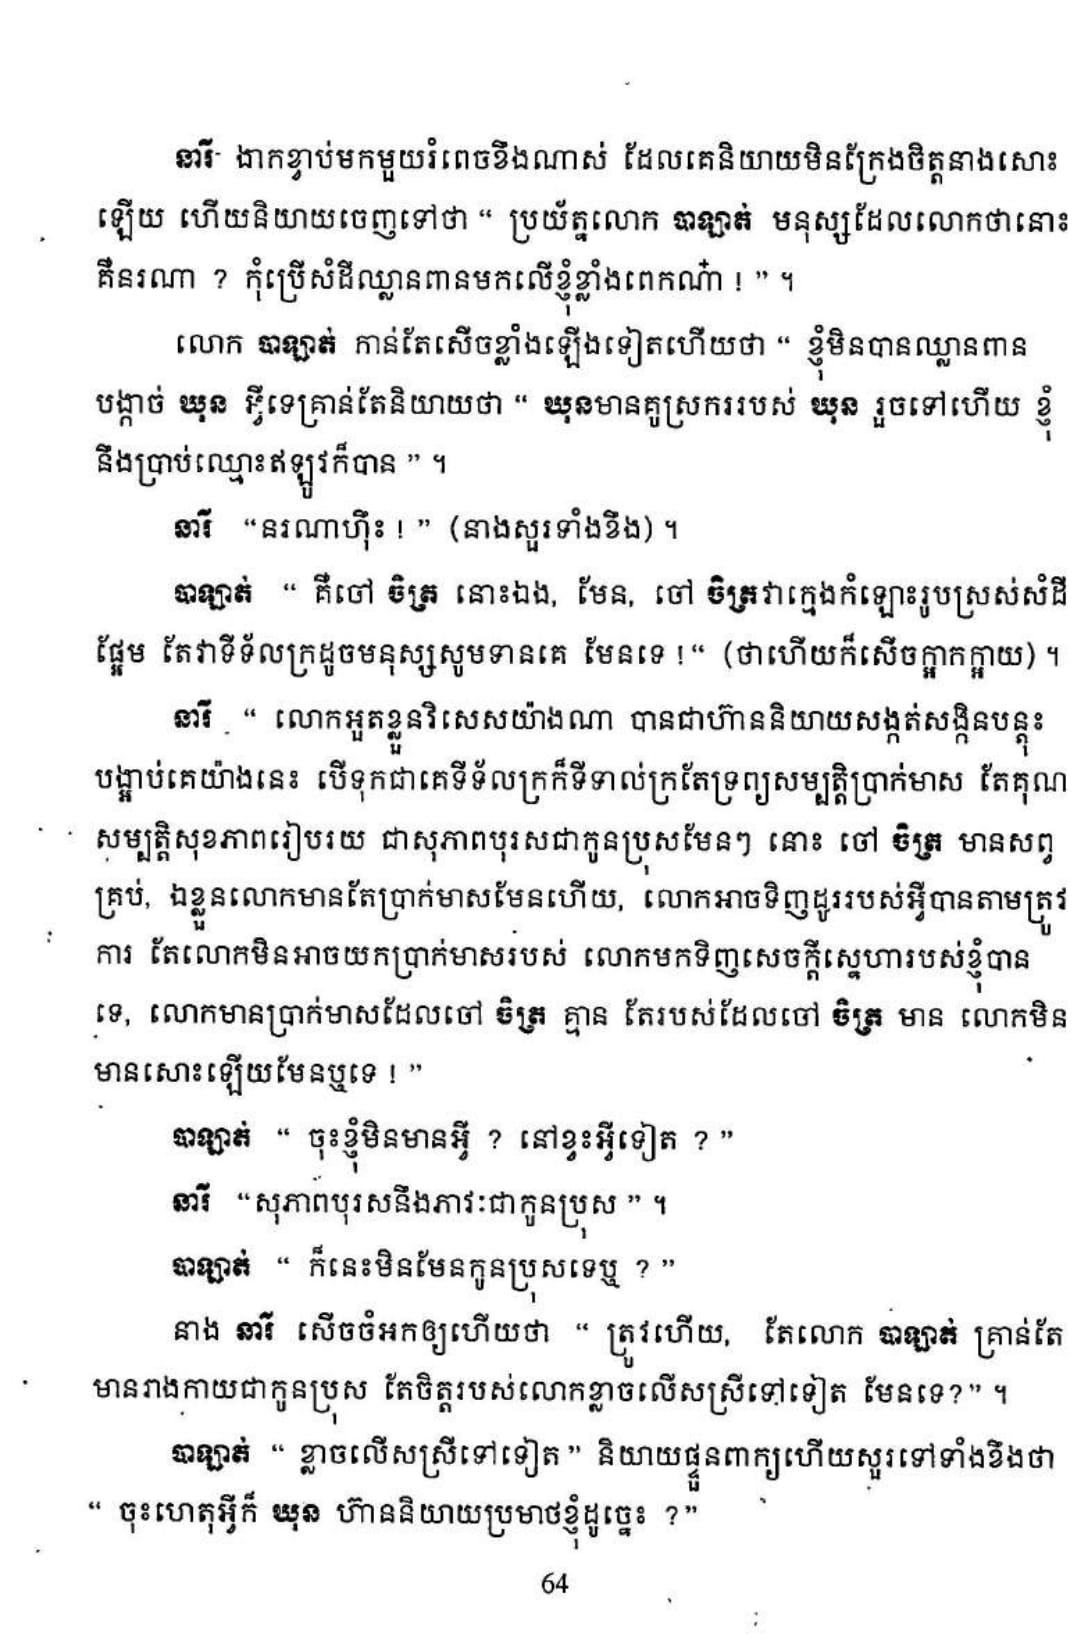 នារី ងាកខ្វាប់មកមួយរំពេចខឹងណាស់ ដែលគេនិយាយមិនក្រែងចិត្តនាងសោះ
ឡើយ ហើយនិយាយចេញទៅថា “ ប្រយ័ត្នលោក បាឡាត់ មនុស្សដែលលោកថានោះ
គឺនរណា ? កុំប្រើសំដីឈ្លានពានមកលើខ្ញុំខ្លាំងពេកណ៎ា ! ” ។
លោក បាឡាត់ កាន់តែសើចខ្លាំងឡើងទៀតហើយថា “ ខ្ញុំមិនបានឈ្លានពាន
បង្កាច់ ឃុន អ្វីទេគ្រាន់តែនិយាយថា “ ឃុនមានគូស្រកររបស់ ឃុន រួចទៅហើយ ខ្ញុំ
នឹងប្រាប់ឈ្មោះឥឡូវក៏បាន ” ។
នារី “នរណាហ៊ឹះ ! ” (នាងសួរទាំងខឹង) ។
បាឡាត់ “ គឺចៅ ចិត្រ នោះឯង, មែន, ចៅ ចិត្រវាក្មេងកំឡោះរូបស្រស់សំដី
ផ្អែម តែវាទីទ័លក្រដូចមនុស្សសូមទានគេ មែនទេ !“ (ថាហើយក៏សើចក្អាកក្អាយ) ។
នារី “ លោកអួតខ្លួនវិសេសយ៉ាងណា បានជាហ៊ាននិយាយសង្កត់សង្កិនបន្តុះ
បង្អាប់គេយ៉ាងនេះ បើទុកជាគេទីទ័លក្រក៏ទីទាល់ក្រតែទ្រព្យសម្បត្តិប្រាក់មាស តែគុណ
សម្បត្តិសុខភាពរៀបរយ ជាសុភាពបុរសជាកូនប្រុសមែនៗ នោះ ចៅ ចិត្រ មានសព្វ
គ្រប់, ឯខ្លួនលោកមានតែប្រាក់មាសមែនហើយ, លោកអាចទិញដូររបស់អ្វីបានតាមត្រូវ
ការ តែលោកមិនអាចយកប្រាក់មាសរបស់ លោកមកទិញសេចក្ដីស្នេហារបស់ខ្ញុំបាន
ទេ, លោកមានប្រាក់មាសដែលចៅ ចិត្រ គ្មាន តែរបស់ដែលចៅ ចិត្រ មាន លោកមិន
មានសោះឡើយមែនឬទេ ! ”
បាឡាត់ “ ចុះខ្ញុំមិនមានអ្វី ? នៅខ្វះអ្វីទៀត ? ”
នារី “សុភាពបុរសនឹងភាវៈជាកូនប្រុស ” ។
បាឡាត់ “ ក៏នេះមិនមែនកូនប្រុសទេឬ ? ”
នាង នារី សើចចំអកឲ្យហើយថា “ ត្រូវហើយ, តែលោក បាឡាត់ គ្រាន់តែ
មានរាងកាយជាកូនប្រុស តែចិត្តរបស់លោកខ្លាចលើសស្រីទៅទៀត មែនទេ?” ។
បាឡាត់ “ ខ្លាចលើសស្រីទៅទៀត ” និយាយផ្ទួនពាក្យហើយសួរទៅទាំងខឹងថា
“ ចុះហេតុអ្វីក៏ ឃុន ហ៊ាននិយាយប្រមាថខ្ញុំដូច្នេះ ?”
64